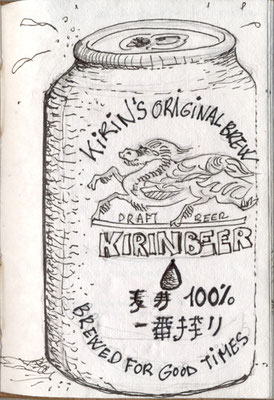 KiRiN'S ORiGiNAL BREW
DRAFT BEER
KIRIN BEER
麦芽 100%
一番搾り
BREWED FOR GOOD TiMES